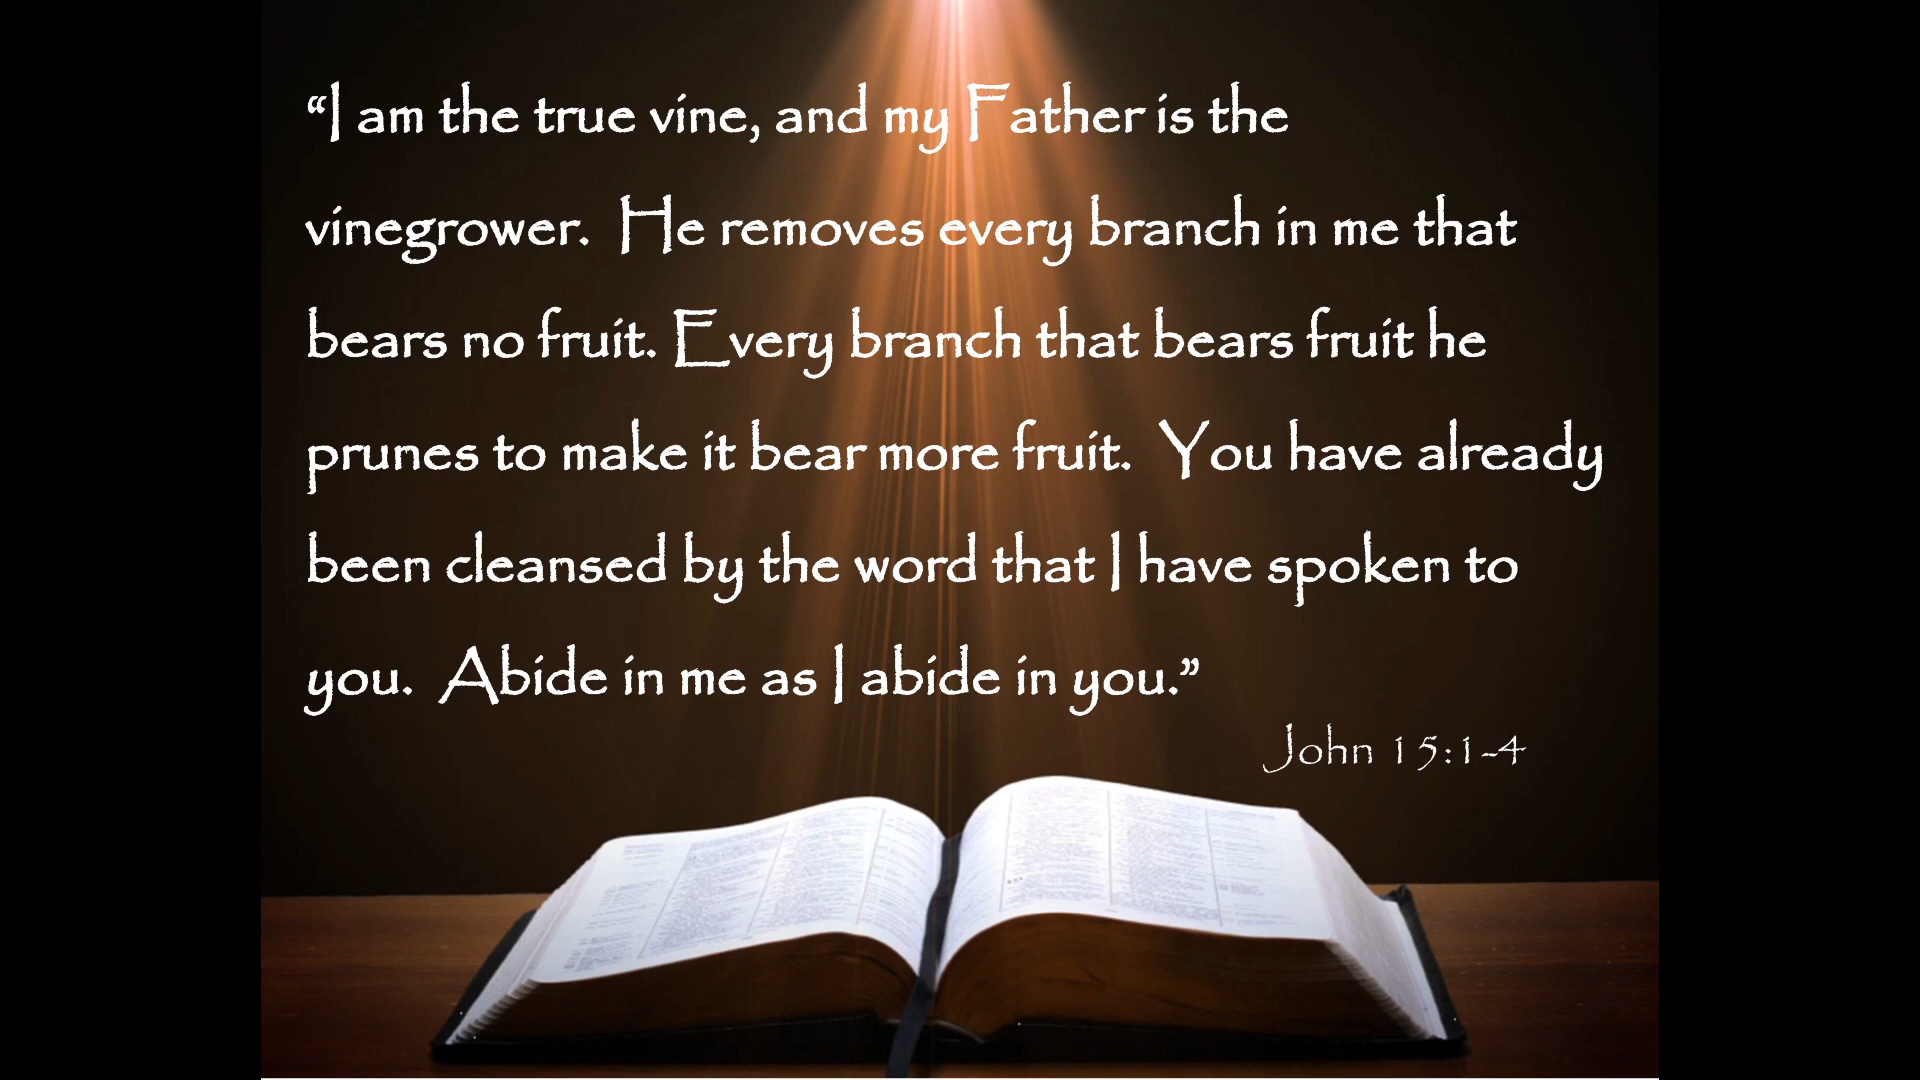 “I am the true vine, and my Father is the
vinegrower.  He removes every branch in me that
bears no fruit. Every branch that bears fruit he
prunes to make it bear more fruit.  You have already
been cleansed by the word that I have spoken to
you.  Abide in me as I abide in you.”
John 15:1-4